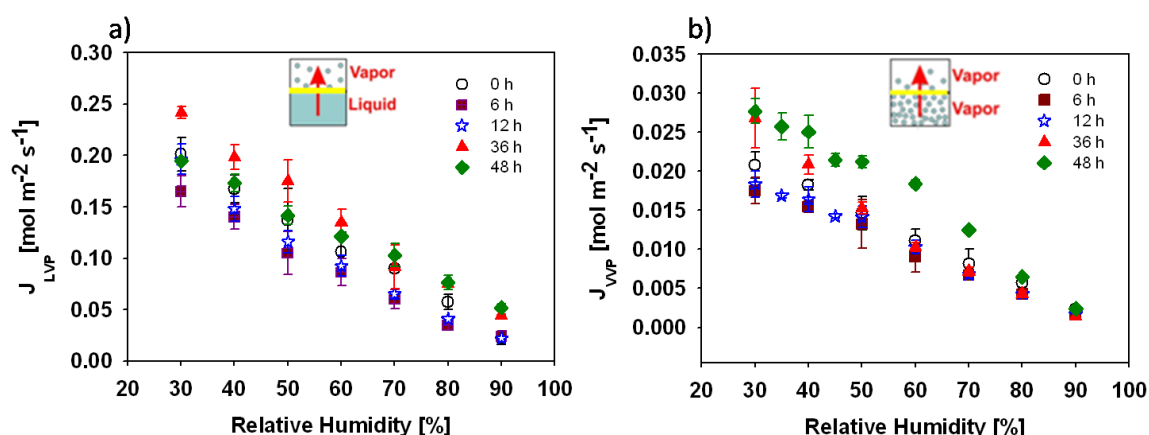 a)
0.30
0.25
0.20
0.15
0.10
0.05
0.00
J LVP [mol m-2 s-1]
20 30 40 50 60 70 80 90 100
Relative Humidity [%]
Vapor
Liquid
0 h
6 h
12 h
36 h
48 h
b)
0.035
0.030
0.025
0.020
0.015
0.010
0.005
0.000
J VVP [mol m-2 s-1]
20 30 40 50 60 70 80 90 100
Relative Humidity [%]
Vapor
Vapor
0 h
6 h
12 h
36 h
48 h